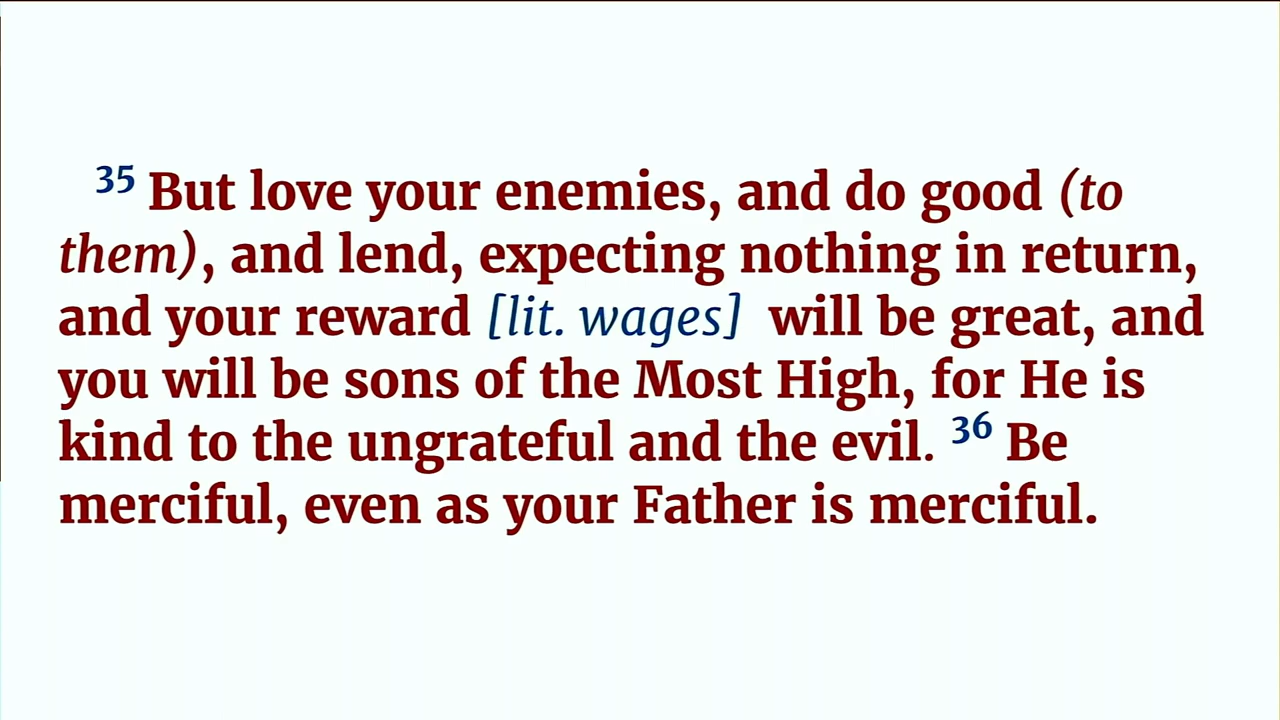 35 But love your enemies, and do good (to
them), and lend, expecting nothing in return,
and your reward [lit. wages] will be great, and
you will be sons of the Most High, for He is
kind to the ungrateful and the evil. 36 Be
merciful, even as your Father is merciful.